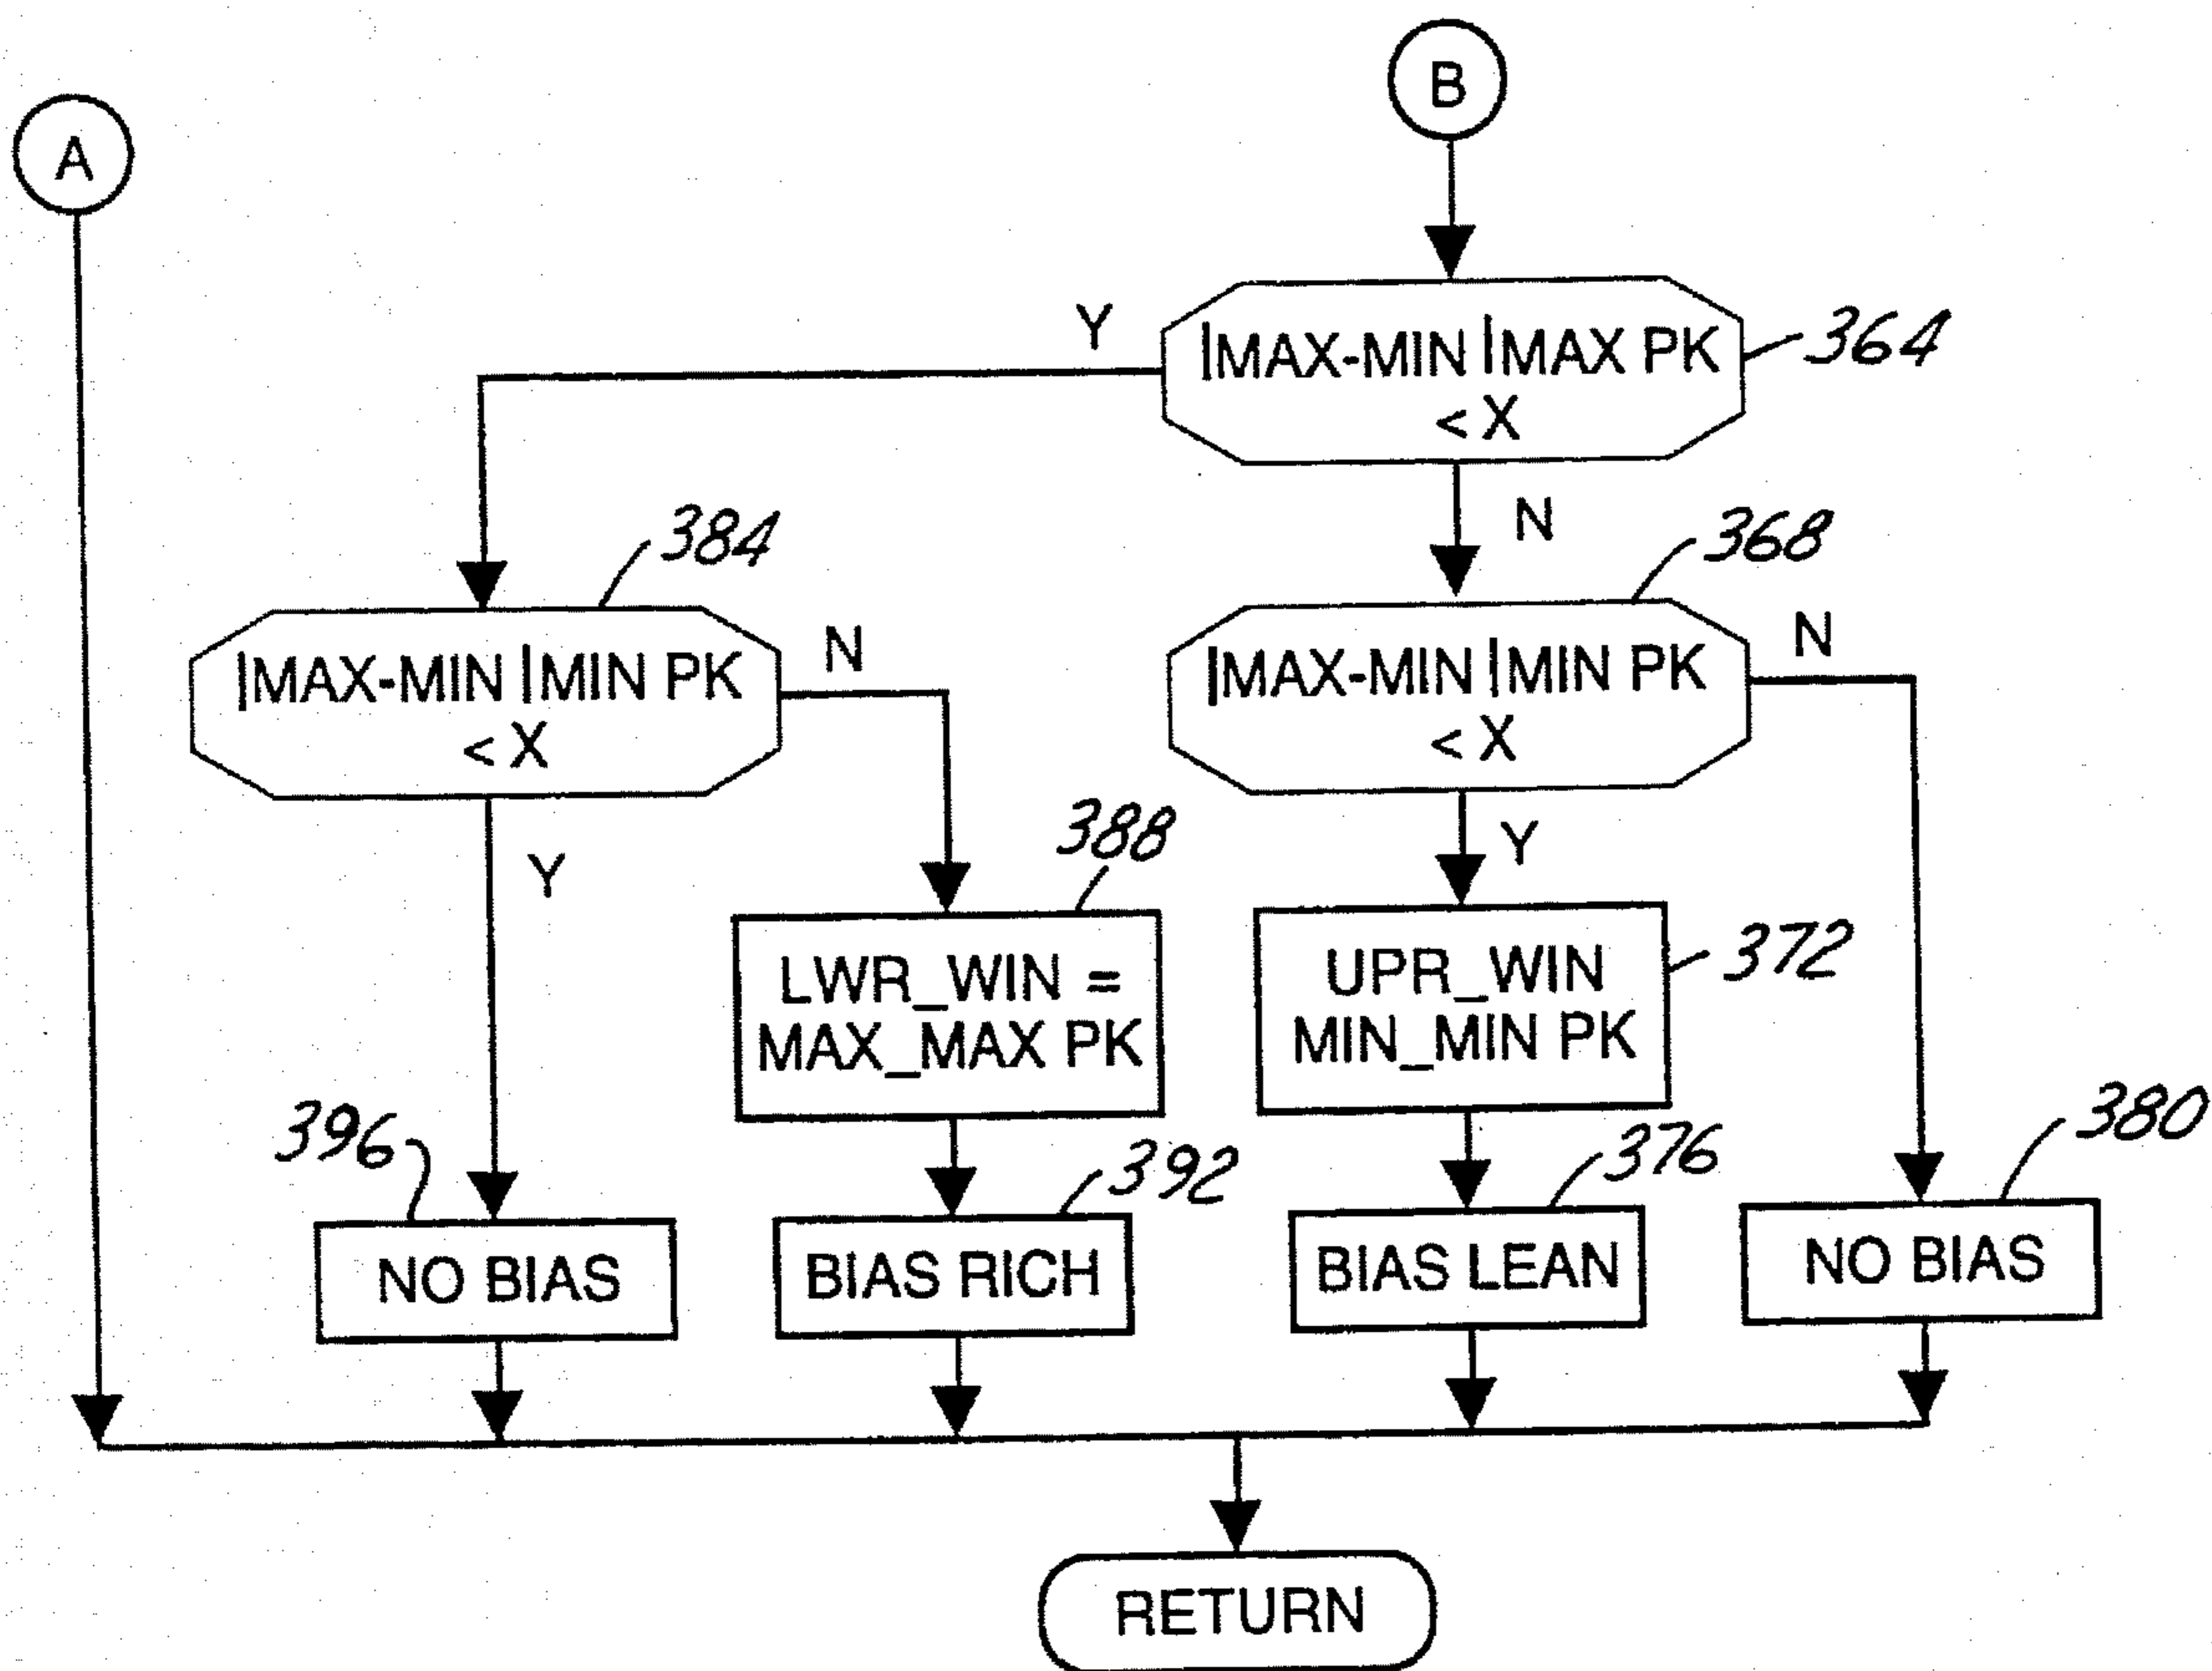 B
A
Y
|MAX-MIN |MAX PK
< X
364
N
384
368
|MAX-MIN |MIN PK
< X
N
|MAX-MIN |MIN PK
< X
N
388
Y
Y
LWR_WIN =
MAX_MAX PK
UPR_WIN
MIN_MIN PK
372
396
392
376
380
NO BIAS
BIAS RICH
BIAS LEAN
NO BIAS
RETURN